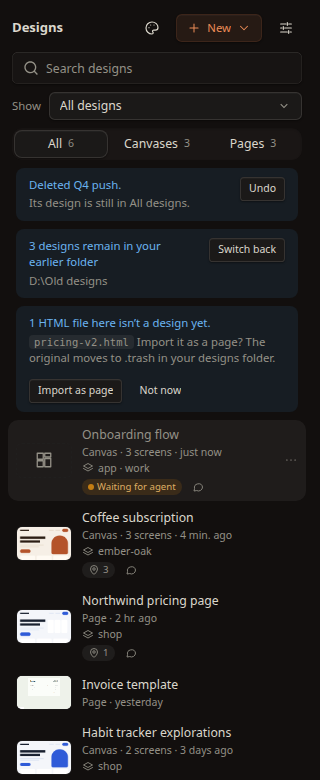 Designs
New
Search designs
Show
All designs
All 6
Canvases 3
Pages 3
Deleted Q4 push.
Undo
Its design is still in All designs.
3 designs remain in your
earlier folder
Switch back
D:\Old designs
1 HTML file here isn't a design yet.
pricing-v2.html Import it as a page? The
original moves to .trash in your designs folder.
Import as page
Not now
Onboarding flow
Canvas · 3 screens · just now
app · work
Waiting for agent
Coffee subscription
Canvas · 3 screens · 4 min. ago
ember-oak
3
Northwind pricing page
Page · 2 hr. ago
shop
1
Invoice template
Page · yesterday
Habit tracker explorations
Canvas · 2 screens · 3 days ago
shop